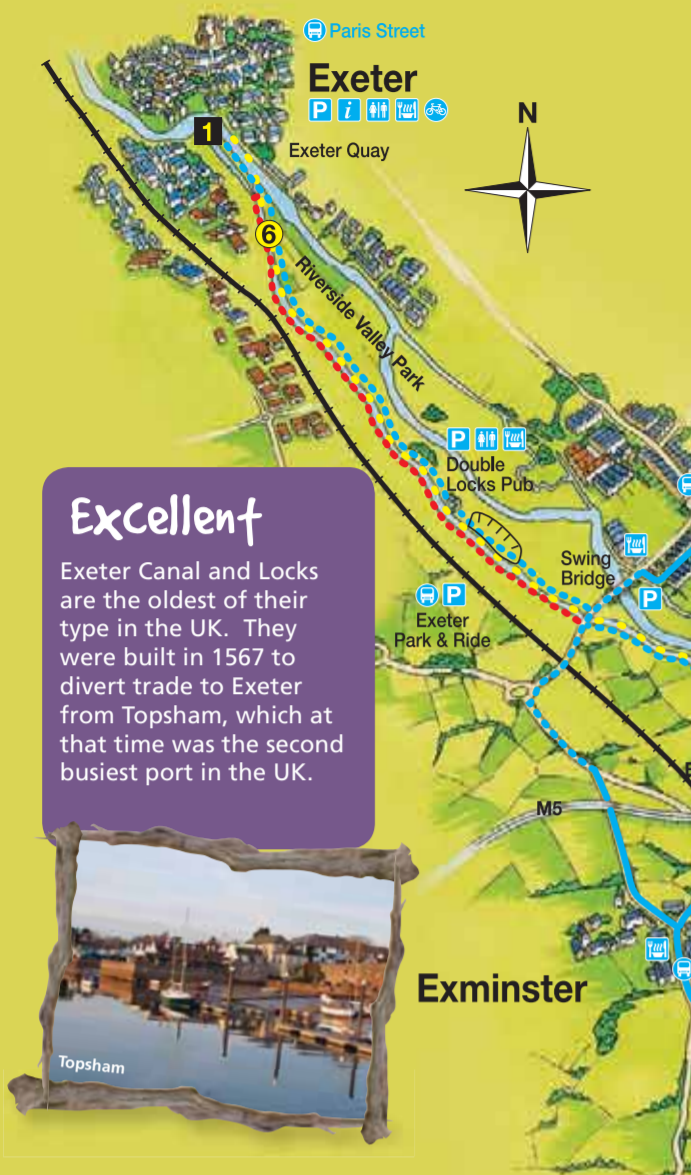 Paris Street
Exeter
P i
N
1
Exeter Quay
6
Riverside Valley Park
P
Double
Locks Pub
Swing
Bridge
P
P
Exeter
Park & Ride
Excellent
Exeter Canal and Locks
are the oldest of their
type in the UK. They
were built in 1567 to
divert trade to Exeter
from Topsham, which at
that time was the second
busiest port in the UK.
M5
Exminster
Topsham